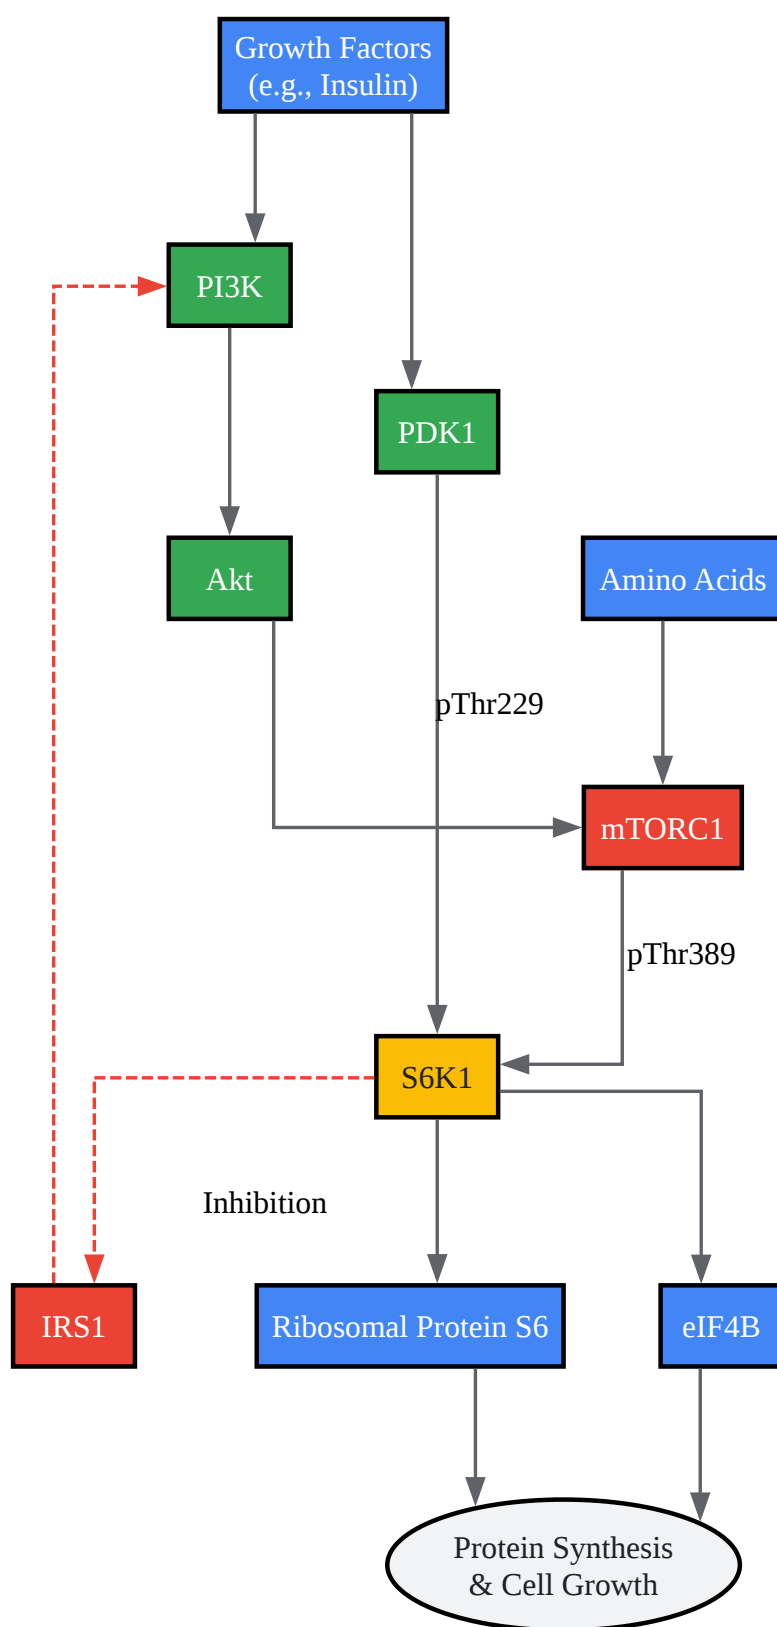 Growth Factors
(e.g., Insulin)
PI3K
PDK1
Akt
Amino Acids
pThr229
mTORC1
pThr389
S6K1
Inhibition
IRS1
Ribosomal Protein S6
eIF4B
Protein Synthesis
& Cell Growth